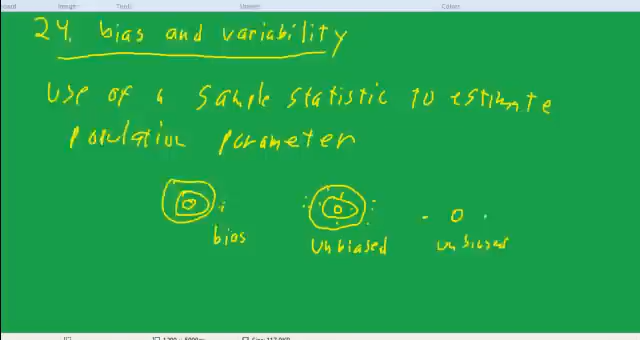 24. bias and variability
Use of a sample statistic to estimate
population parameter
bias
unbiased
unbiased